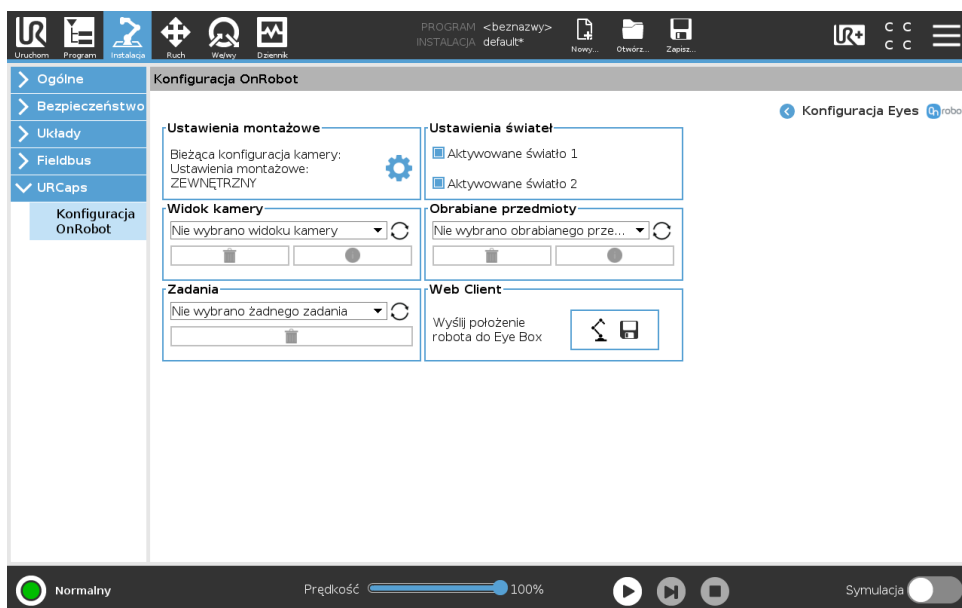 PROGRAM <beznazwy>
INSTALACJA default*
Uruchom Program Instalacja Ruch We/wy Dziennik Nowy... Otwórz... Zapisz...
UR+
C C
C C
Ogólne
Konfiguracja OnRobot
Bezpieczeństwo
Konfiguracja Eyes
Układy
Fieldbus
URCaps
Konfiguracja
OnRobot
Ustawienia montażowe
Bieżąca konfiguracja kamery:
Ustawienia montażowe:
ZEWNĘTRZNY
Ustawienia świateł
Aktywowane światło 1
Aktywowane światło 2
Widok kamery
Nie wybrano widoku kamery
Obrabiane przedmioty
Nie wybrano obrabianego prze...
Zadania
Nie wybrano żadnego zadania
Web Client
Wyślij położenie
robota do Eye Box
Normalny
Prędkość 100%
Symulacja